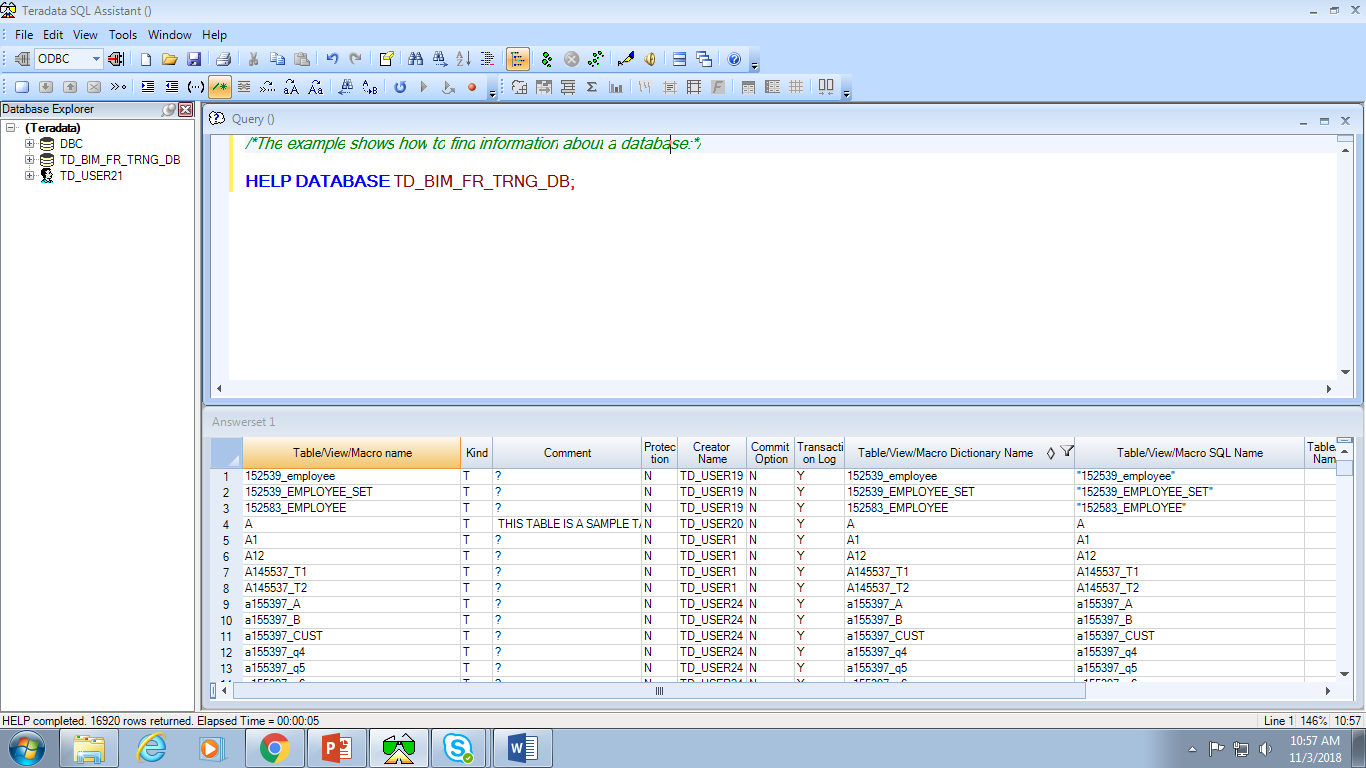 Teradata SQL Assistant ()
File Edit View Tools Window Help
ODBC
Database Explorer
(Teradata)
DBC
TD_BIM_FR_TRNG_DB
TD_USER21
Query ()
/*The example shows how to find information about a database:*/
HELP DATABASE TD_BIM_FR_TRNG_DB;
Answerset 1
Table/View/Macro name Kind Comment Protection Creator Name Commit Option Transaction Log Table/View/Macro Dictionary Name Table/View/Macro SQL Name
1 152539_employee T ? N TD_USER19 N Y 152539_employee "152539_employee"
2 152539_EMPLOYEE_SET T ? N TD_USER19 N Y 152539_EMPLOYEE_SET "152539_EMPLOYEE_SET"
3 152583_EMPLOYEE T ? N TD_USER19 N Y 152583_EMPLOYEE "152583_EMPLOYEE"
4 A T THIS TABLE IS A SAMPLE TA N TD_USER20 N Y A A
5 A1 T ? N TD_USER1 N Y A1 A1
6 A12 T ? N TD_USER1 N Y A12 A12
7 A145537_T1 T ? N TD_USER1 N Y A145537_T1 A145537_T1
8 A145537_T2 T ? N TD_USER1 N Y A145537_T2 A145537_T2
9 a155397_A T ? N TD_USER24 N Y a155397_A a155397_A
10 a155397_B T ? N TD_USER24 N Y a155397_B a155397_B
11 a155397_CUST T ? N TD_USER24 N Y a155397_CUST a155397_CUST
12 a155397_q4 T ? N TD_USER24 N Y a155397_q4 a155397_q4
13 a155397_q5 T ? N TD_USER24 N Y a155397_q5 a155397_q5
HELP completed. 16920 rows returned. Elapsed Time = 00:00:05 Line 1 146% 10:57
10:57 AM
11/3/2018